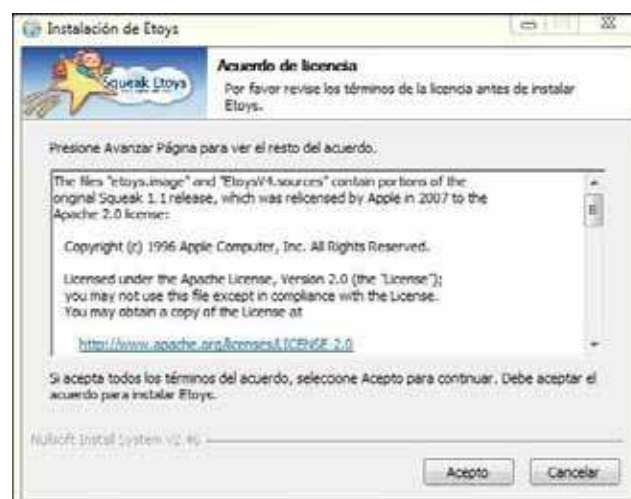 Instalación de Etoys
Squeak Etoys
Acuerdo de licencia
Por favor revise los términos de la licencia antes de instalar
Etoys.
Presione Avanzar Página para ver el resto del acuerdo.
The files "etoys.image" and "EtoysV4.sources" contain portions of the
original Squeak 1.1 release, which was relicensed by Apple in 2007 to the
Apache 2.0 license:
Copyright (c) 1996 Apple Computer, Inc. All Rights Reserved.
Licensed under the Apache License, Version 2.0 (the "License");
you may not use this file except in compliance with the License.
You may obtain a copy of the License at
http://www.apache.org/licenses/LICENSE-2.0
Si acepta todos los términos del acuerdo, seleccione Acepto para continuar. Debe aceptar el
acuerdo para instalar Etoys.
Nullsoft Install System v2.46
Acepto
Cancelar